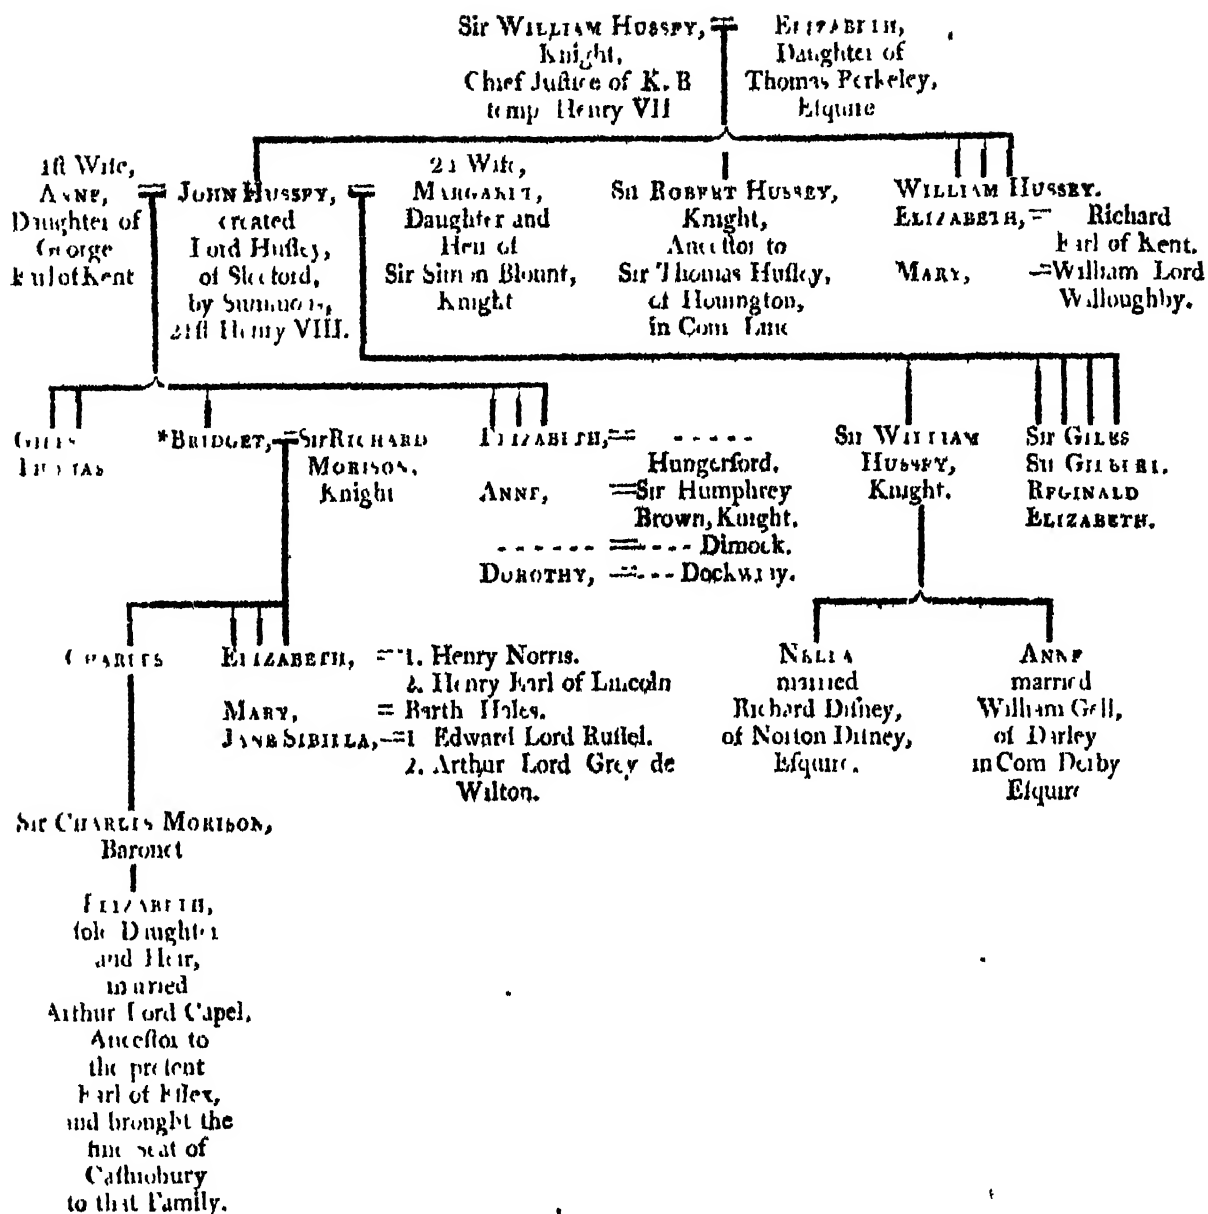 Sir WILLIAM HUSSEY,
Knight,
Chief Juſtice of K. B
temp Henry VII
ELIZABETH,
Daughter of
Thomas Berkeley,
Eſquire
1ſt Wife,
ANNE,
Daughter of
George
Earl of Kent
JOHN HUSSEY,
created
Lord Huſſey,
of Sleeford,
by Summons,
21ſt Henry VIII.
2d Wife,
MARGARET,
Daughter and
Heir of
Sir Simon Blount,
Knight
Sir ROBERT HUSSEY,
Knight,
Anceſtor to
Sir Thomas Huſſey,
of Honington,
in Com Linc
WILLIAM HUSSEY.
ELIZABETH, = Richard
Earl of Kent.
MARY, = William Lord
Willoughby.
GILES
THOMAS
*BRIDGET, = Sir RICHARD
MORISON,
Knight
ELIZABETH, = - - - - -
Hungerford.
ANNE, = Sir Humphrey
Brown, Knight.
- - - - - - = - - - Dimock.
DOROTHY, = - - - Dockwray.
Sir WILLIAM
HUSSEY,
Knight.
Sir GILES
Sir GILBERT.
REGINALD
ELIZABETH.
CHARLES
ELIZABETH, = 1. Henry Norris.
2. Henry Earl of Lincoln
MARY, = Barth Hales.
JANE SIBILLA, = 1 Edward Lord Ruſſel.
2. Arthur Lord Grey de
Wilton.
NELLA
married
Richard Diſney,
of Norton Diſney,
Eſquire.
ANNE
married
William Gell,
of Darley
in Com Derby
Eſquire
Sir CHARLES MORISON,
Baronet
ELIZABETH,
ſole Daughter
and Heir,
married
Arthur Lord Capel,
Anceſtor to
the preſent
Earl of Eſſex,
and brought the
fine seat of
Caſhiobury
to that Family.